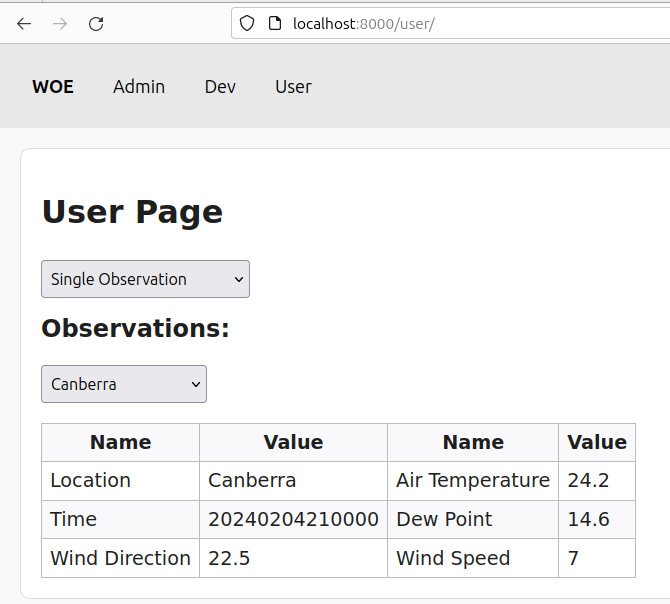 localhost:8000/user/
WOE Admin Dev User
User Page
Single Observation
Observations:
Canberra
Name Value Name Value
Location Canberra Air Temperature 24.2
Time 20240204210000 Dew Point 14.6
Wind Direction 22.5 Wind Speed 7